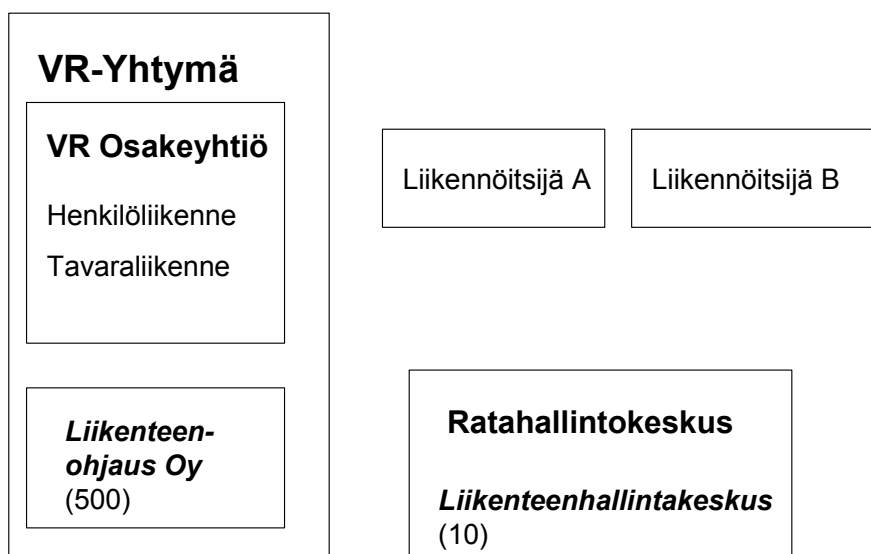 VR-Yhtymä
VR Osakeyhtiö
Henkilöliikenne
Tavaraliikenne
Liikenteen-
ohjaus Oy
(500)
Liikennöitsijä A
Liikennöitsijä B
Ratahallintokeskus
Liikenteenhallintakeskus
(10)